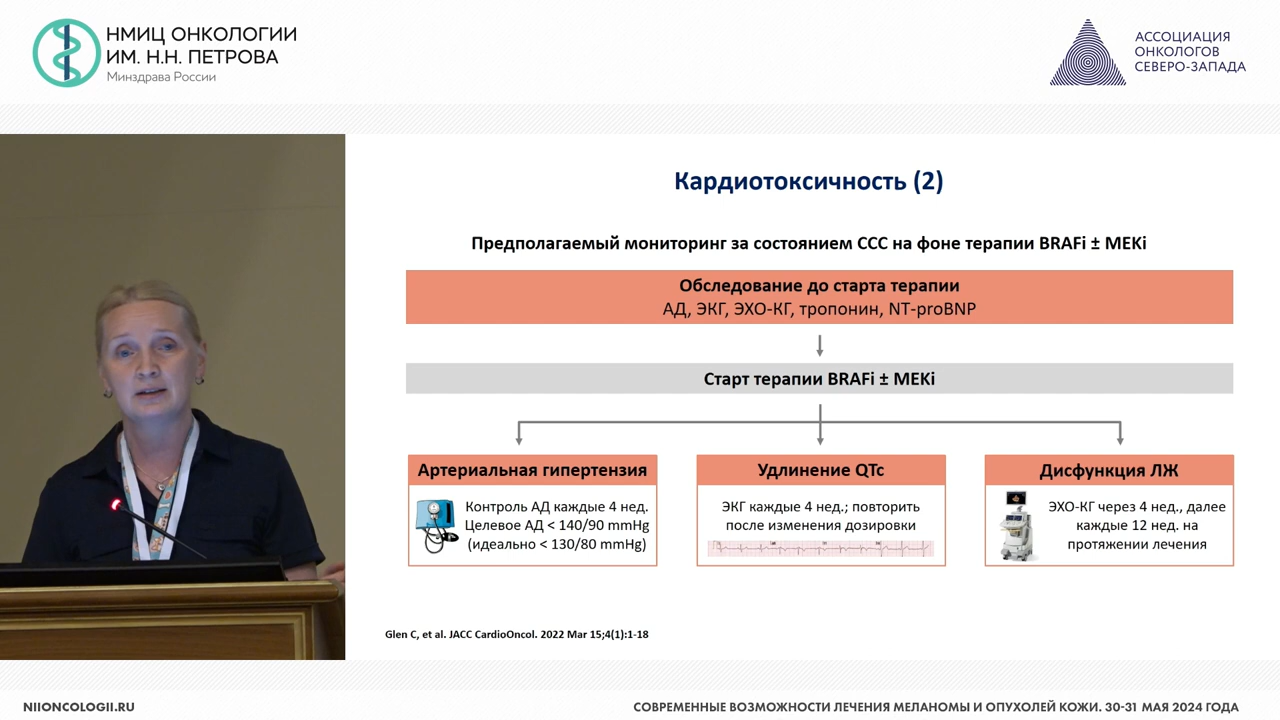 НМИЦ ОНКОЛОГИИ
ИМ. Н.Н. ПЕТРОВА
Минздрава России
АССОЦИАЦИЯ
ОНКОЛОГОВ
СЕВЕРО-ЗАПАДА
Кардиотоксичность (2)
Предполагаемый мониторинг за состоянием ССС на фоне терапии BRAFi ± MEKi
Обследование до старта терапии
АД, ЭКГ, ЭХО-КГ, тропонин, NT-proBNP
Старт терапии BRAFi ± MEKi
Артериальная гипертензия
Контроль АД каждые 4 нед.
Целевое АД < 140/90 mmHg
(идеально < 130/80 mmHg)
Удлинение QTc
ЭКГ каждые 4 нед.; повторить
после изменения дозировки
Дисфункция ЛЖ
ЭХО-КГ через 4 нед., далее
каждые 12 нед. на
протяжении лечения
Glen C, et al. JACC CardioOncol. 2022 Mar 15;4(1):1-18
NIIONCOLOGII.RU
СОВРЕМЕННЫЕ ВОЗМОЖНОСТИ ЛЕЧЕНИЯ МЕЛАНОМЫ И ОПУХОЛЕЙ КОЖИ. 30-31 МАЯ 2024 ГОДА